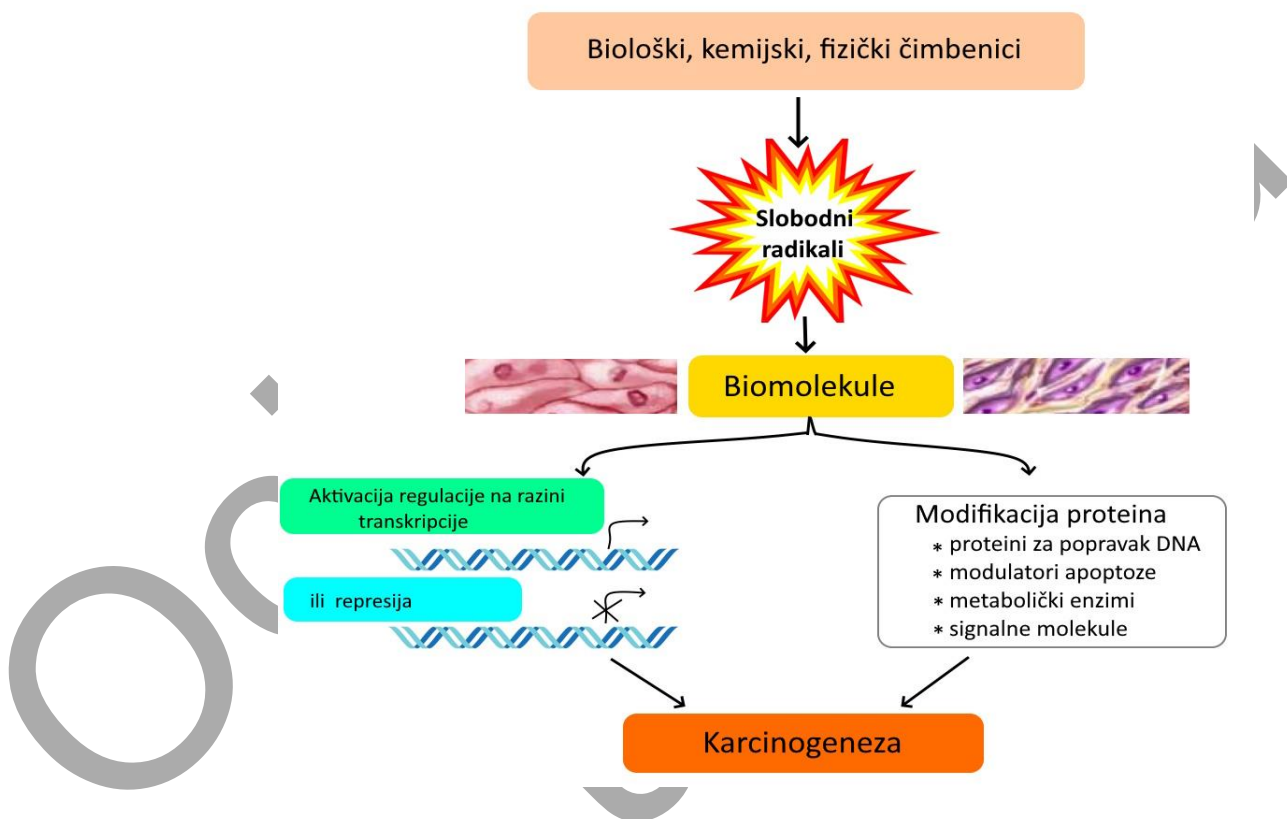 Biološki, kemijski, fizički čimbenici
Slobodni
radikali
Biomolekule
Aktivacija regulacije na razini
transkripcije
ili represija
Modifikacija proteina
* proteini za popravak DNA
* modulatori apoptoze
* metabolički enzimi
* signalne molekule
Karcinogeneza